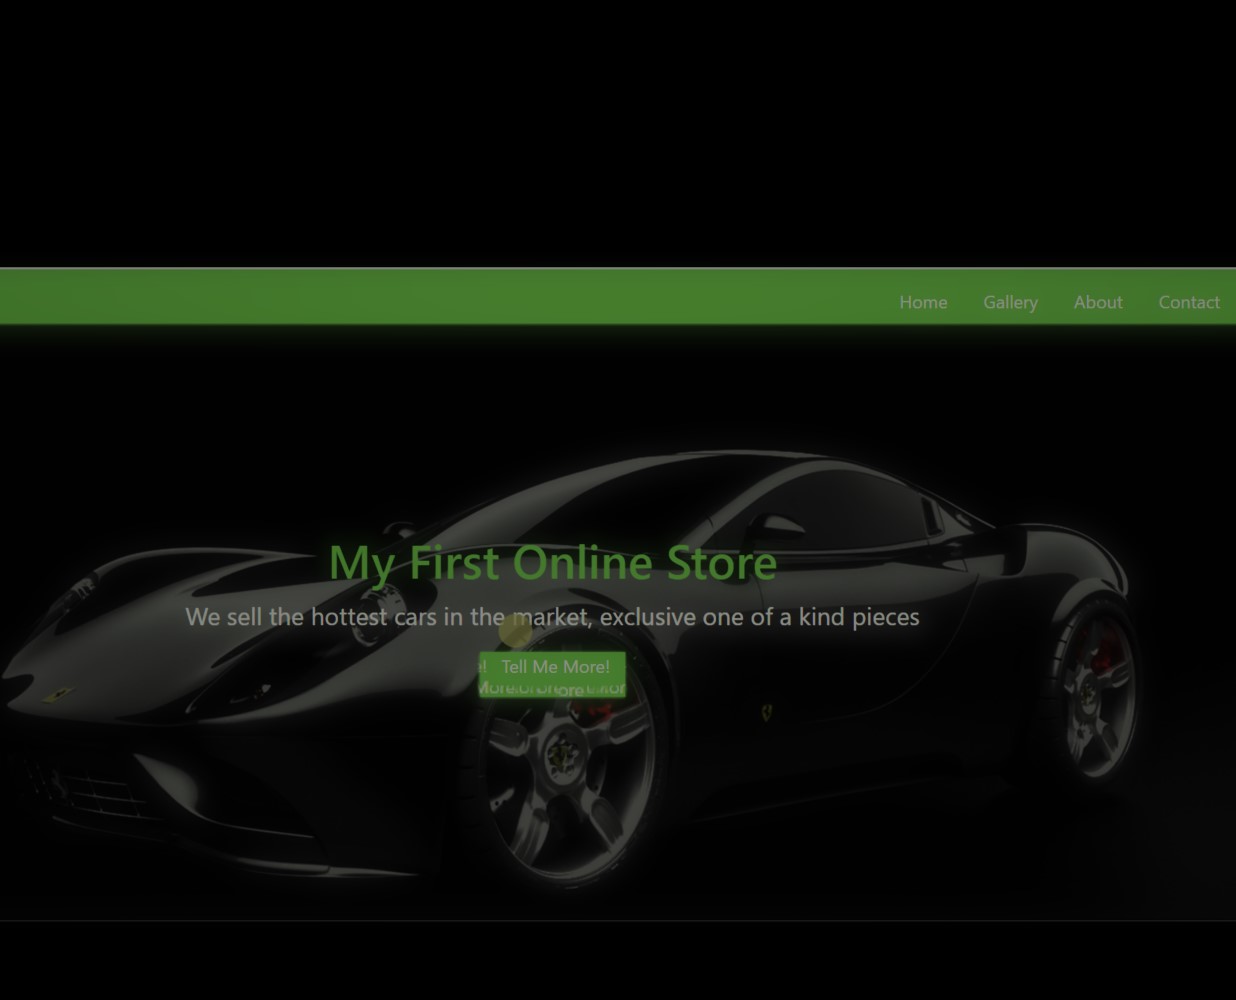 Home Gallery About Contact
My First Online Store
We sell the hottest cars in the market, exclusive one of a kind pieces
Tell Me More!